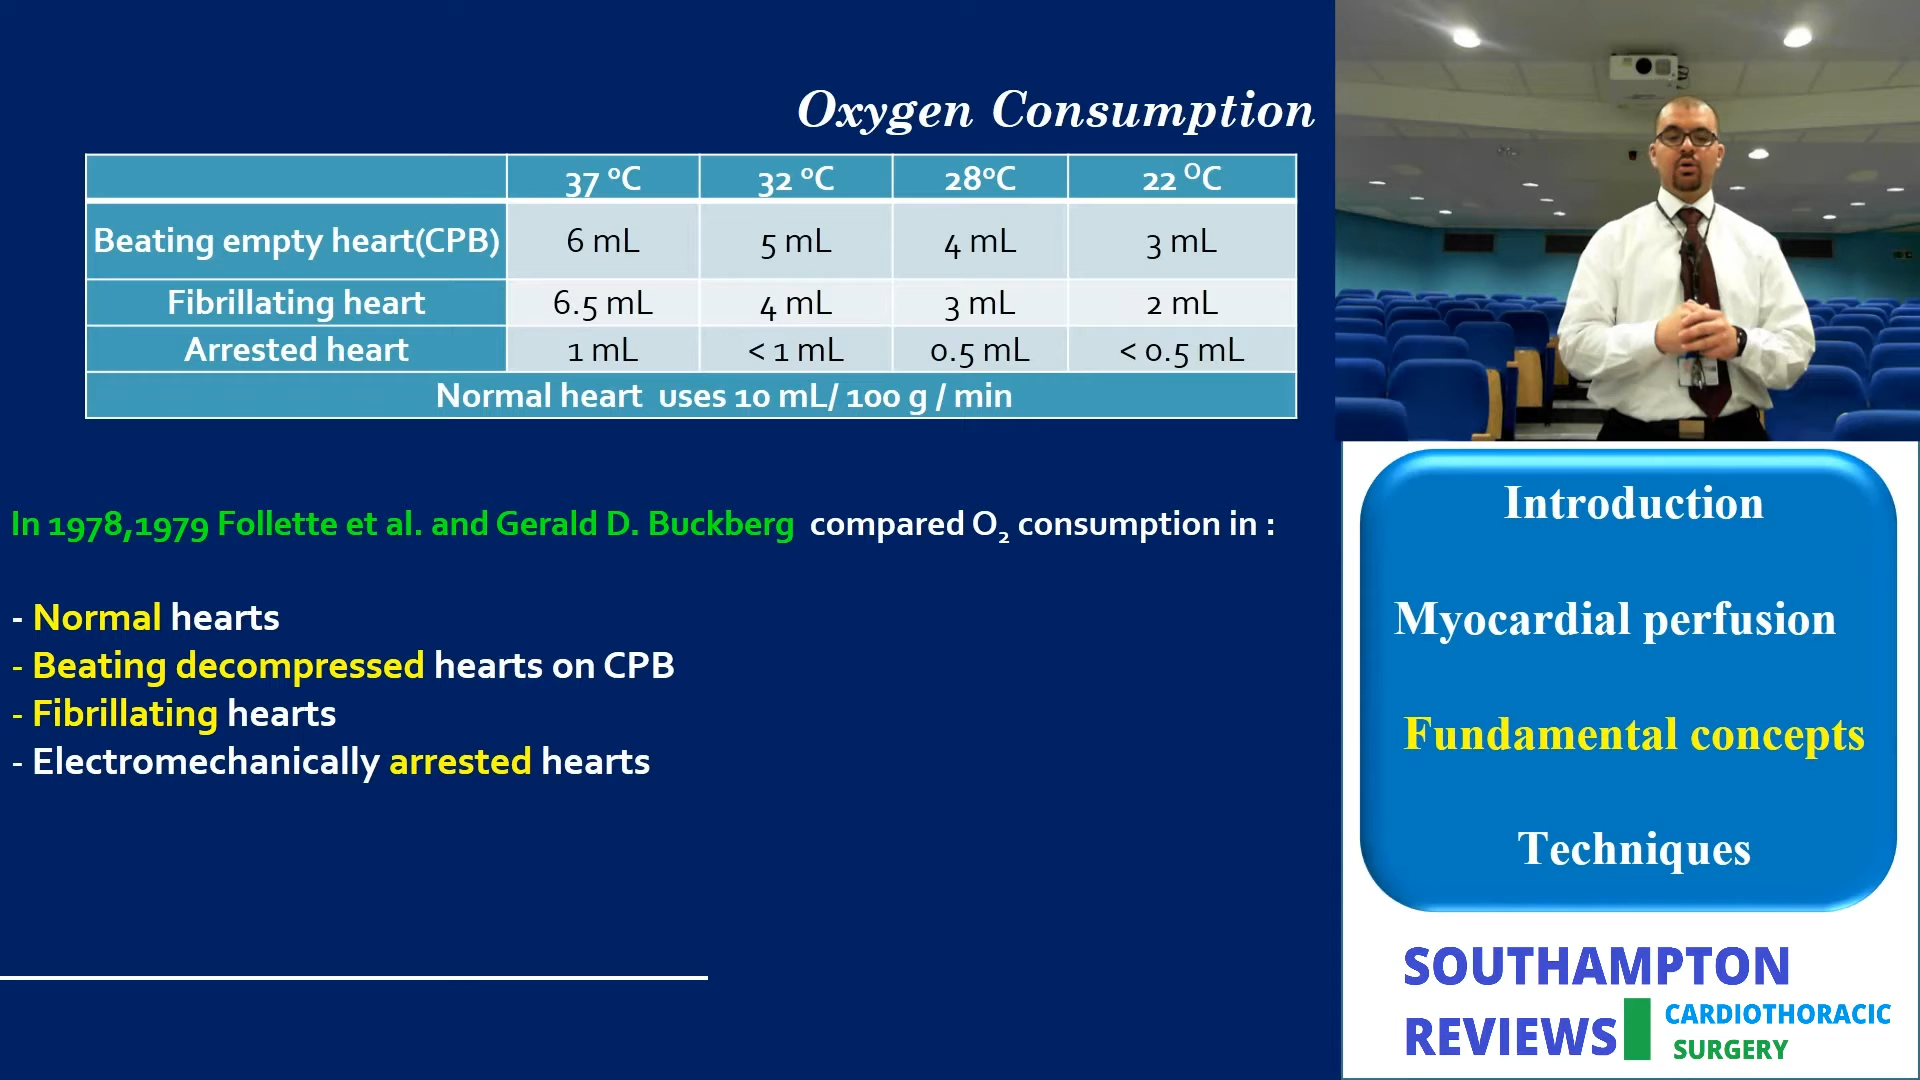 Oxygen Consumption
37 ºC 32 ºC 28ºC 22 ºC
Beating empty heart(CPB) 6 mL 5 mL 4 mL 3 mL
Fibrillating heart 6.5 mL 4 mL 3 mL 2 mL
Arrested heart 1 mL < 1 mL 0.5 mL < 0.5 mL
Normal heart uses 10 mL/ 100 g / min
In 1978,1979 Follette et al. and Gerald D. Buckberg compared O₂ consumption in :
- Normal hearts
- Beating decompressed hearts on CPB
- Fibrillating hearts
- Electromechanically arrested hearts
Introduction
Myocardial perfusion
Fundamental concepts
Techniques
SOUTHAMPTON
REVIEWS CARDIOTHORACIC
SURGERY